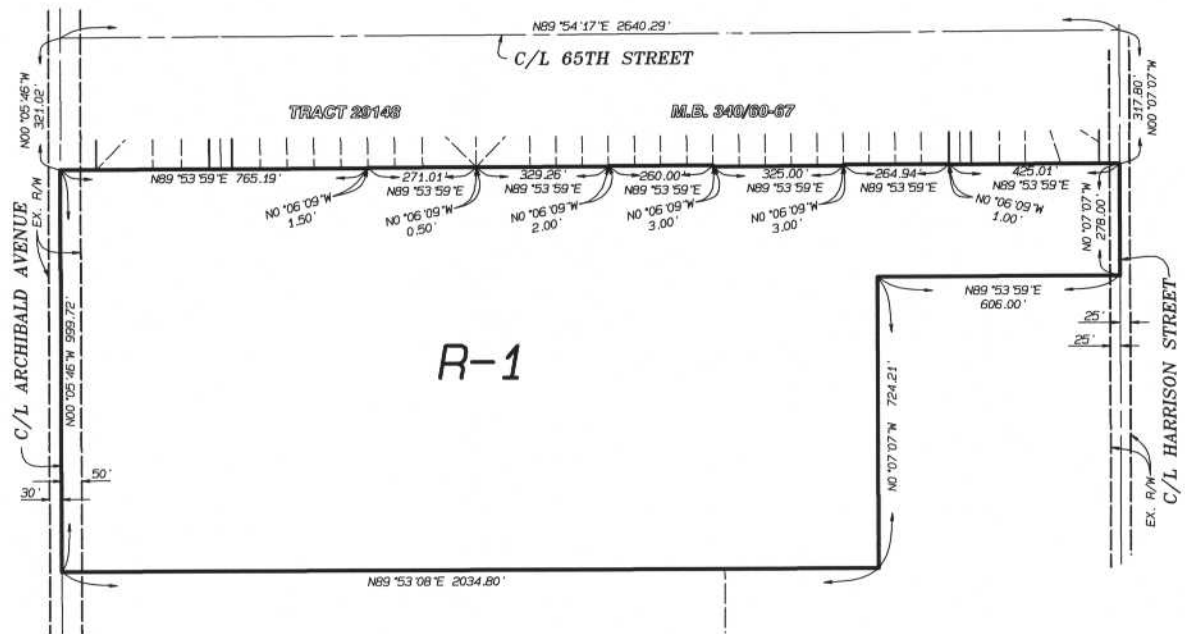 N89°54'17"E 2640.29'
C/L 65TH STREET
N00°05'46"W
321.02'
317.80'
N00°07'07"W
TRACT 29148
M.B. 340/60-67
N89°53'59"E 765.19'
271.01'
N89°53'59"E
329.26'
N89°53'59"E
260.00'
N89°53'59"E
325.00'
N89°53'59"E
264.94'
N89°53'59"E
425.01'
N89°53'59"E
N0°06'09"W
1.50'
N0°06'09"W
0.50'
N0°06'09"W
2.00'
N0°06'09"W
3.00'
N0°06'09"W
3.00'
N0°06'09"W
1.00'
N0°07'07"W
278.00'
EX. R/W
C/L ARCHIBALD AVENUE
N00°05'46"W 999.72'
R-1
N89°53'59"E
606.00'
N0°07'07"W 724.21'
25'
25'
C/L HARRISON STREET
EX. R/W
50'
30'
N89°53'08"E 2034.80'